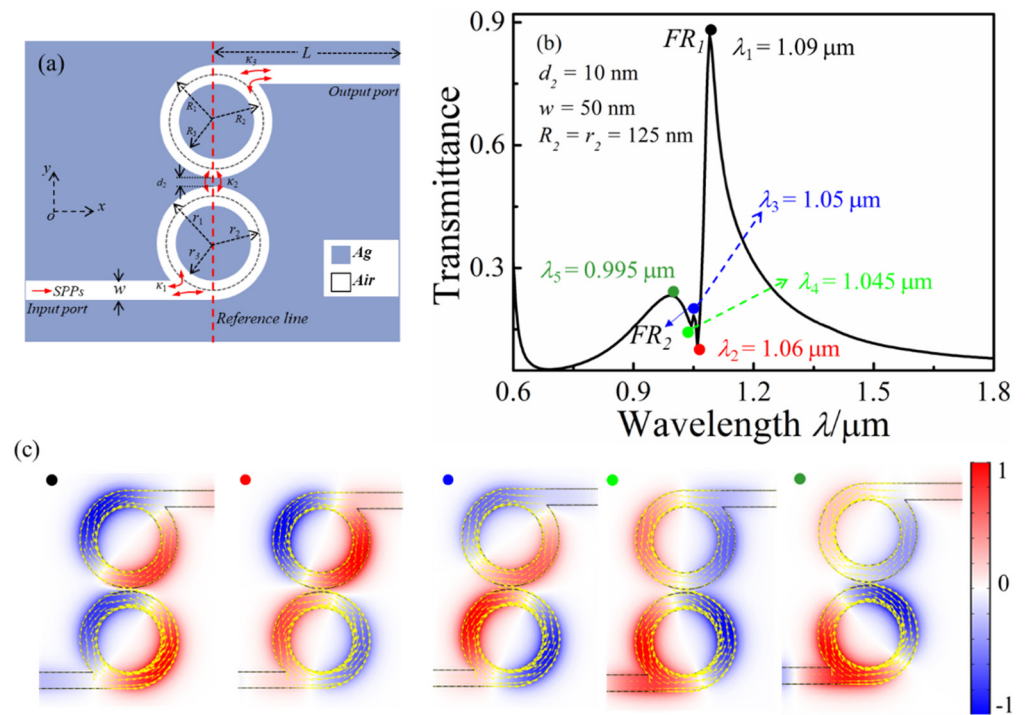 (a)
L
κ3
Output port
R1
R2
R3
d2
κ2
y
o
x
r1
r2
r3
Ag
Air
κ1
SPPs
w
Input port
Reference line
(b)
d2 = 10 nm
w = 50 nm
R2 = r2 = 125 nm
FR1
λ1 = 1.09 μm
λ3 = 1.05 μm
λ5 = 0.995 μm
λ4 = 1.045 μm
FR2
λ2 = 1.06 μm
Transmittance
0.9
0.6
0.3
0.6
0.9
1.2
1.5
1.8
Wavelength λ/μm
(c)
1
0
-1